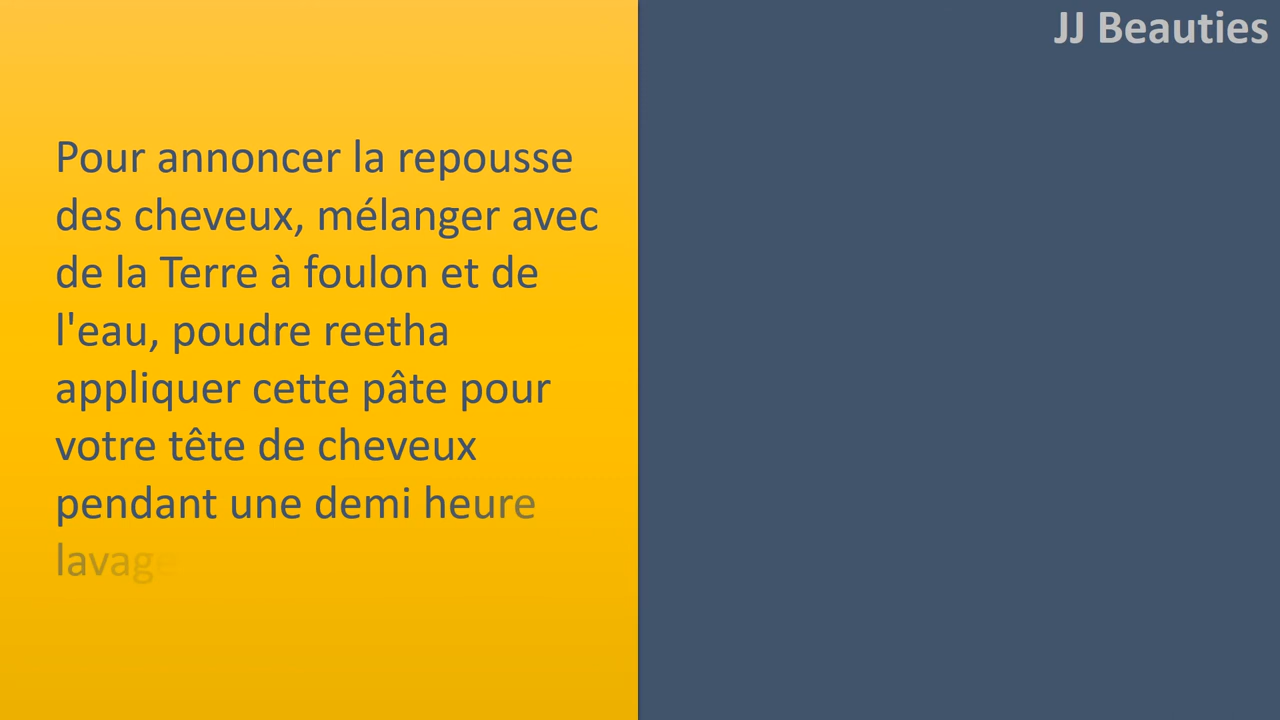 JJ Beauties
Pour annoncer la repousse
des cheveux, mélanger avec
de la Terre à foulon et de
l'eau, poudre reetha
appliquer cette pâte pour
votre tête de cheveux
pendant une demi heure
lavage